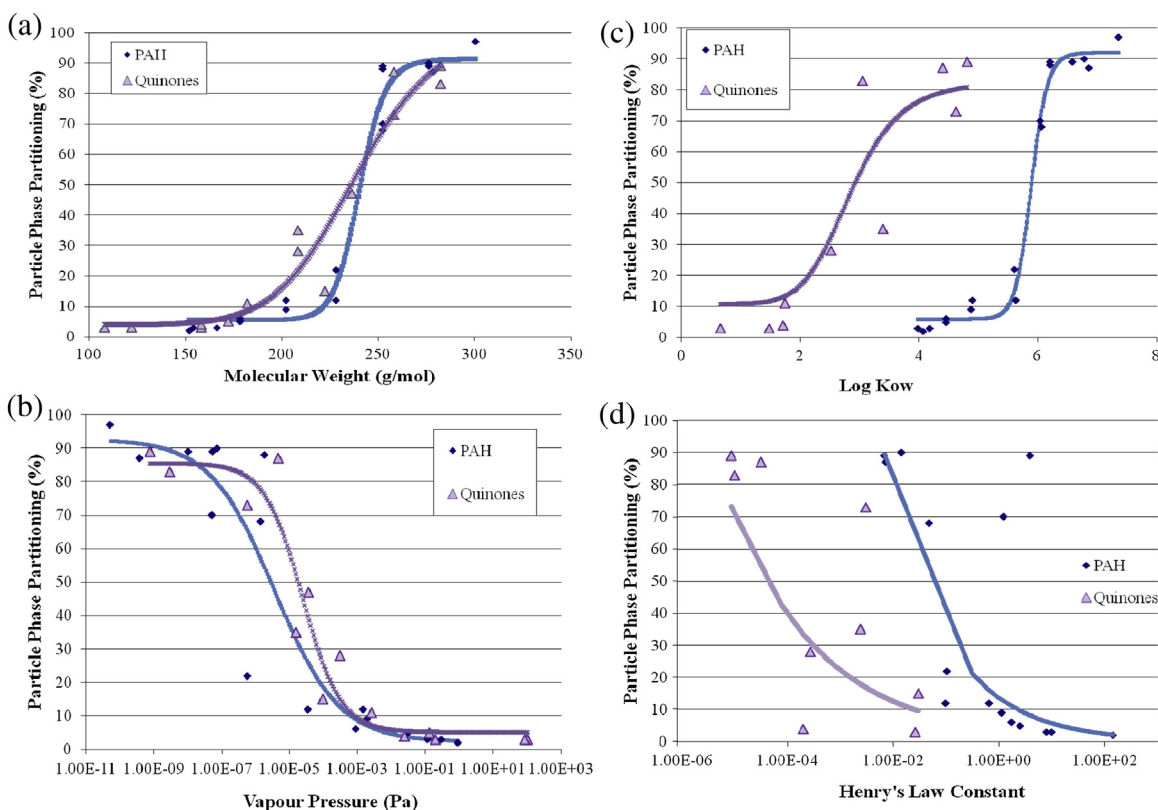 (a)
PAH
Quinones
Particle Phase Partitioning (%)
100
90
80
70
60
50
40
30
20
10
0
100 150 200 250 300 350
Molecular Weight (g/mol)
(c)
PAH
Quinones
Particle Phase Partitioning (%)
100
90
80
70
60
50
40
30
20
10
0
0 2 4 6 8
Log Kow
(b)
PAH
Quinones
Particle Phase Partitioning (%)
100
90
80
70
60
50
40
30
20
10
0
1.00E-11 1.00E-09 1.00E-07 1.00E-05 1.00E-03 1.00E-01 1.00E+01 1.00E+03
Vapour Pressure (Pa)
(d)
PAH
Quinones
Particle Phase Partitioning (%)
100
90
80
70
60
50
40
30
20
10
0
1.00E-06 1.00E-04 1.00E-02 1.00E+00 1.00E+02
Henry's Law Constant